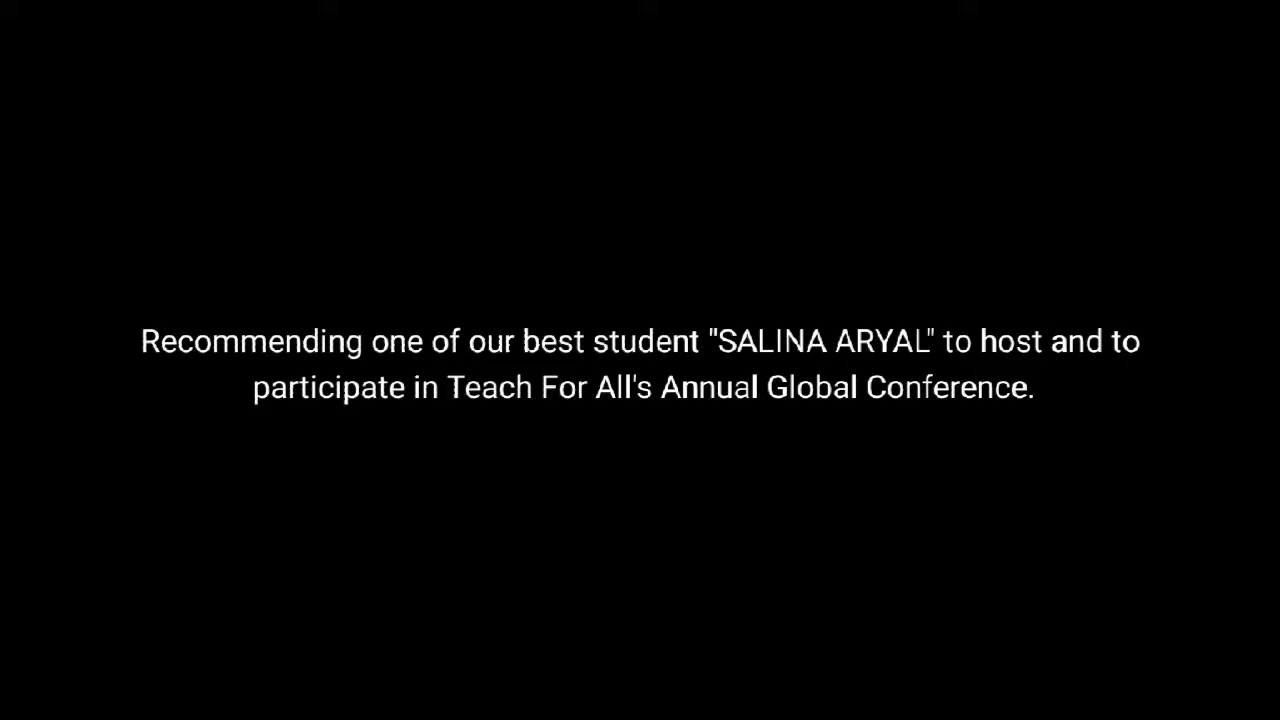 Recommending one of our best student "SALINA ARYAL" to host and to
participate in Teach For All's Annual Global Conference.